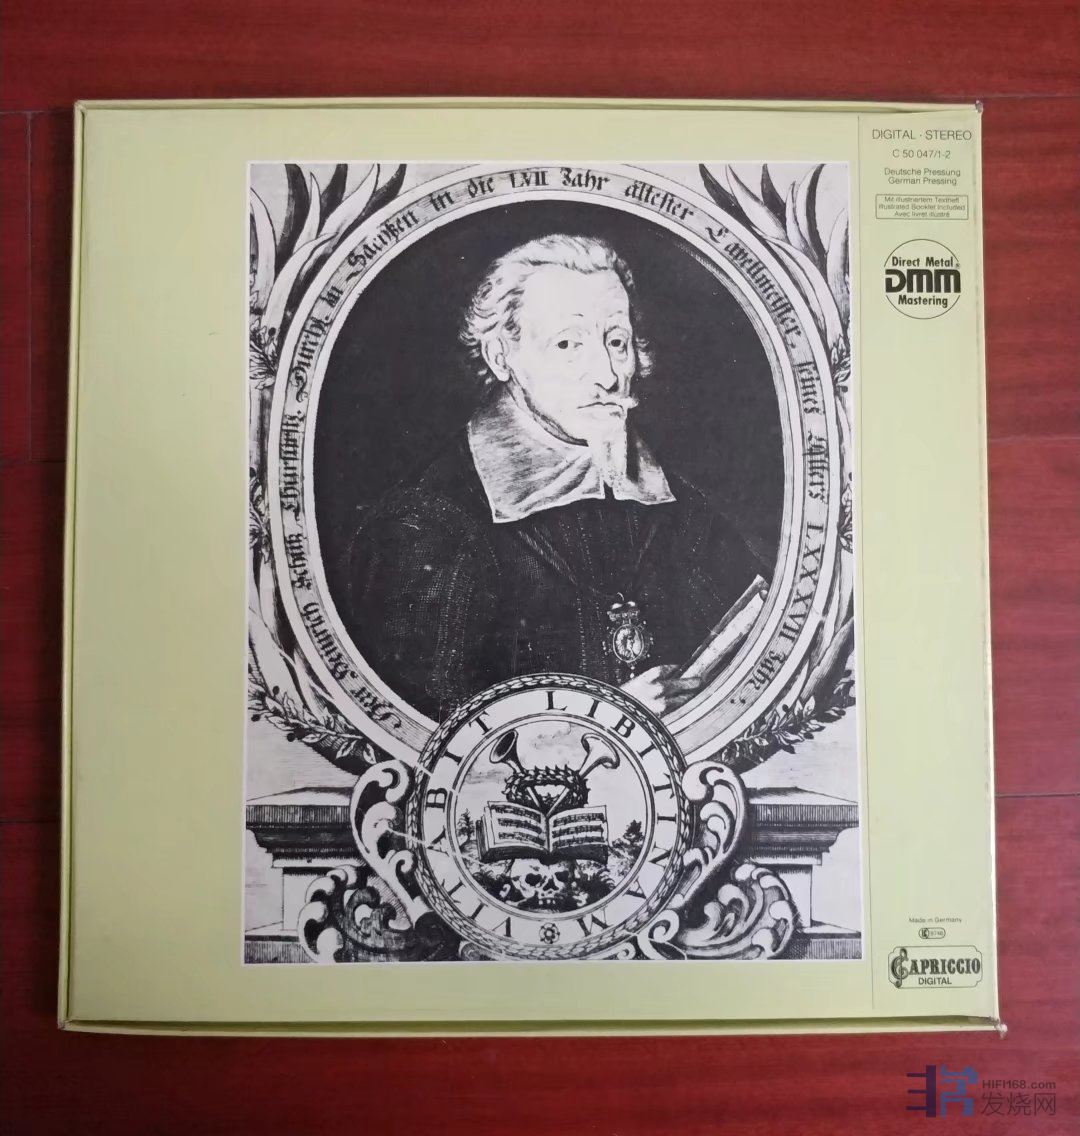 DIGITAL · STEREO
C 50 047/1-2
Deutsche Pressung
German Pressing
Mit illustriertem Textheft
Illustrated Booklet Included
Avec livret illustré
Direct Metal
DMM
Mastering
Herr Heinrich Schütz Churfürstl. Durchl. zu Sachßen in die LVII Jahr ältester Capellmeister. seines Alters LXXXVII Jahr.
VITABIT LIBITINAM
Made in Germany
CAPRICCIO
DIGITAL
HIFI168.com
发烧网